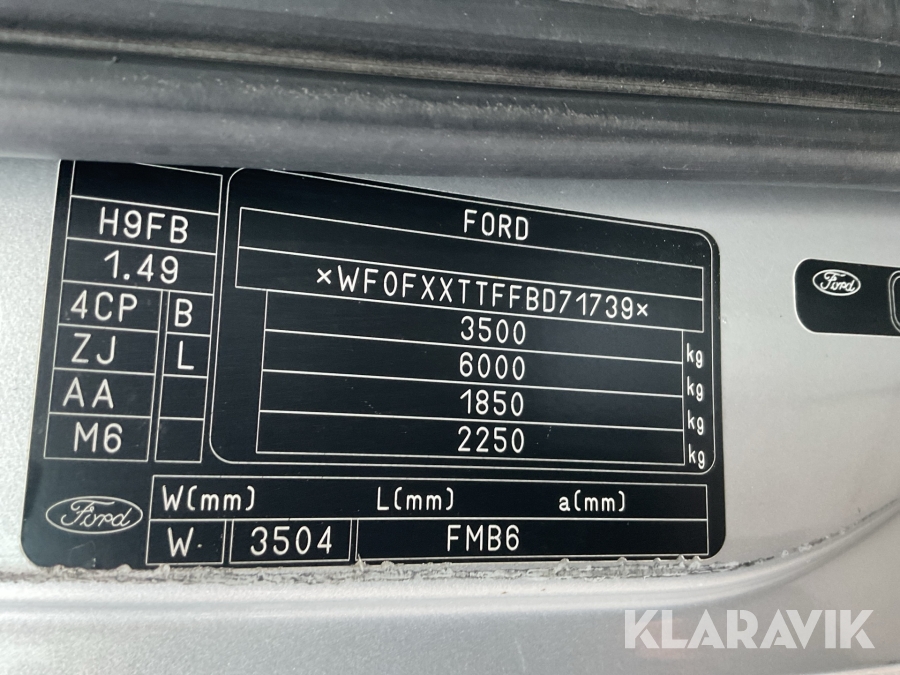 FORD
*WF0FXXTTFFBD71739*
3500 kg
6000 kg
1850 kg
2250 kg
H9FB
1.49
4CP B
ZJ L
AA
M6
Ford
W(mm) L(mm) a(mm)
W 3504 FMB6
Ford
KLARAVIK